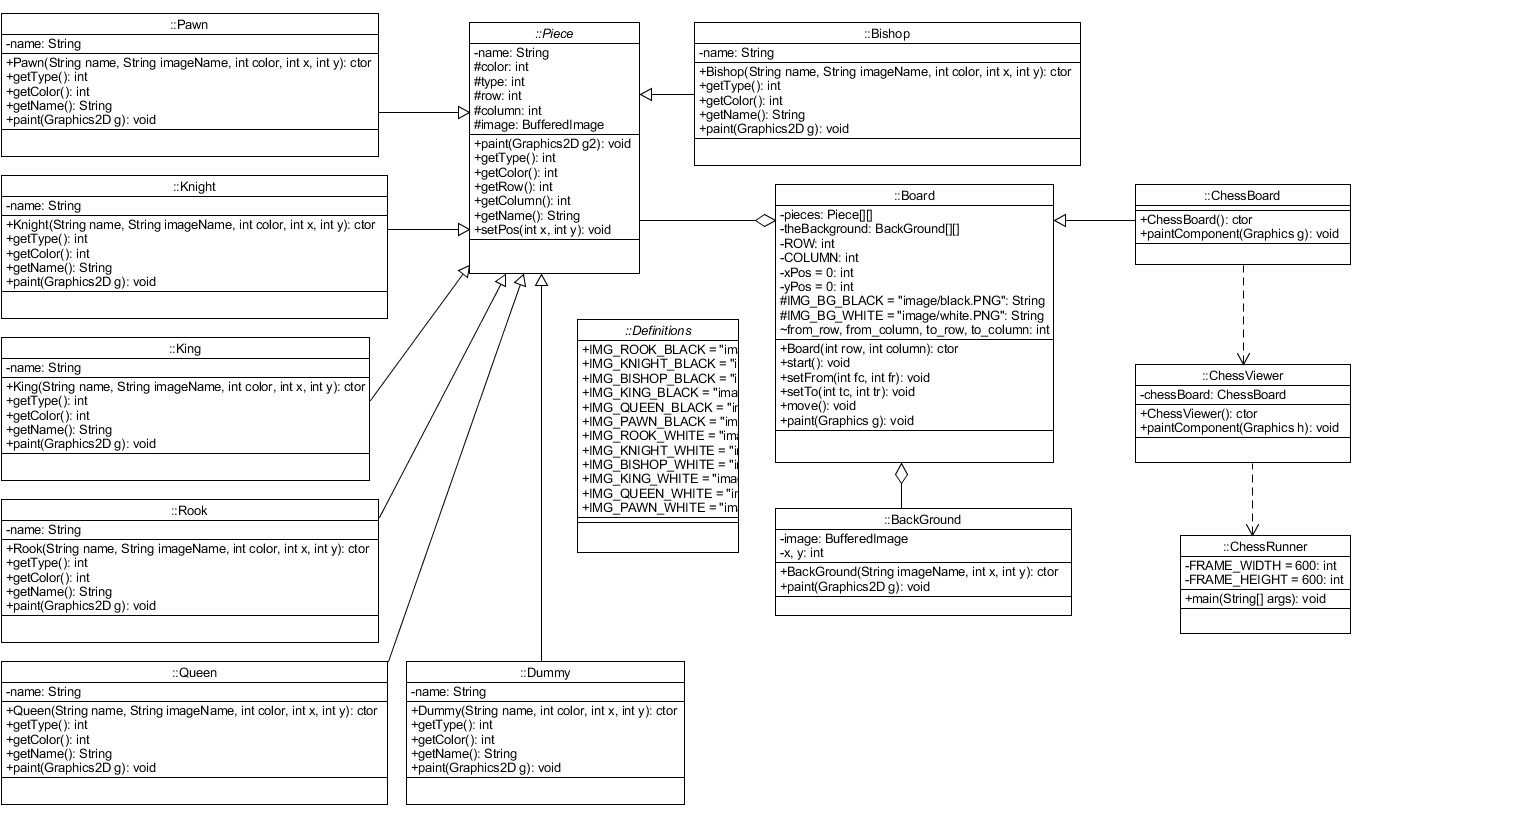 ::Pawn
-name: String
+Pawn(String name, String imageName, int color, int x, int y): ctor
+getType(): int
+getColor(): int
+getName(): String
+paint(Graphics2D g): void
::Knight
-name: String
+Knight(String name, String imageName, int color, int x, int y): ctor
+getType(): int
+getColor(): int
+getName(): String
+paint(Graphics2D g): void
::King
-name: String
+King(String name, String imageName, int color, int x, int y): ctor
+getType(): int
+getColor(): int
+getName(): String
+paint(Graphics2D g): void
::Rook
-name: String
+Rook(String name, String imageName, int color, int x, int y): ctor
+getType(): int
+getColor(): int
+getName(): String
+paint(Graphics2D g): void
::Queen
-name: String
+Queen(String name, String imageName, int color, int x, int y): ctor
+getType(): int
+getColor(): int
+getName(): String
+paint(Graphics2D g): void
::Piece
-name: String
#color: int
#type: int
#row: int
#column: int
#image: BufferedImage
+paint(Graphics2D g2): void
+getType(): int
+getColor(): int
+getRow(): int
+getColumn(): int
+getName(): String
+setPos(int x, int y): void
::Definitions
+IMG_ROOK_BLACK = "im
+IMG_KNIGHT_BLACK = "i
+IMG_BISHOP_BLACK = "i
+IMG_KING_BLACK = "ima
+IMG_QUEEN_BLACK = "ir
+IMG_PAWN_BLACK = "im
+IMG_ROOK_WHITE = "ima
+IMG_KNIGHT_WHITE = "i
+IMG_BISHOP_WHITE = "i
+IMG_KING_WHITE = "ima
+IMG_QUEEN_WHITE = "ir
+IMG_PAWN_WHITE = "im
::Dummy
-name: String
+Dummy(String name, int color, int x, int y): ctor
+getType(): int
+getColor(): int
+getName(): String
+paint(Graphics2D g): void
::Bishop
-name: String
+Bishop(String name, String imageName, int color, int x, int y): ctor
+getType(): int
+getColor(): int
+getName(): String
+paint(Graphics2D g): void
::Board
-pieces: Piece[][]
-theBackground: BackGround[][]
-ROW: int
-COLUMN: int
-xPos = 0: int
-yPos = 0: int
#IMG_BG_BLACK = "image/black.PNG": String
#IMG_BG_WHITE = "image/white.PNG": String
~from_row, from_column, to_row, to_column: int
+Board(int row, int column): ctor
+start(): void
+setFrom(int fc, int fr): void
+setTo(int tc, int tr): void
+move(): void
+paint(Graphics g): void
::BackGround
-image: BufferedImage
-x, y: int
+BackGround(String imageName, int x, int y): ctor
+paint(Graphics2D g): void
::ChessBoard
+ChessBoard(): ctor
+paintComponent(Graphics g): void
::ChessViewer
-chessBoard: ChessBoard
+ChessViewer(): ctor
+paintComponent(Graphics h): void
::ChessRunner
-FRAME_WIDTH = 600: int
-FRAME_HEIGHT = 600: int
+main(String[] args): void